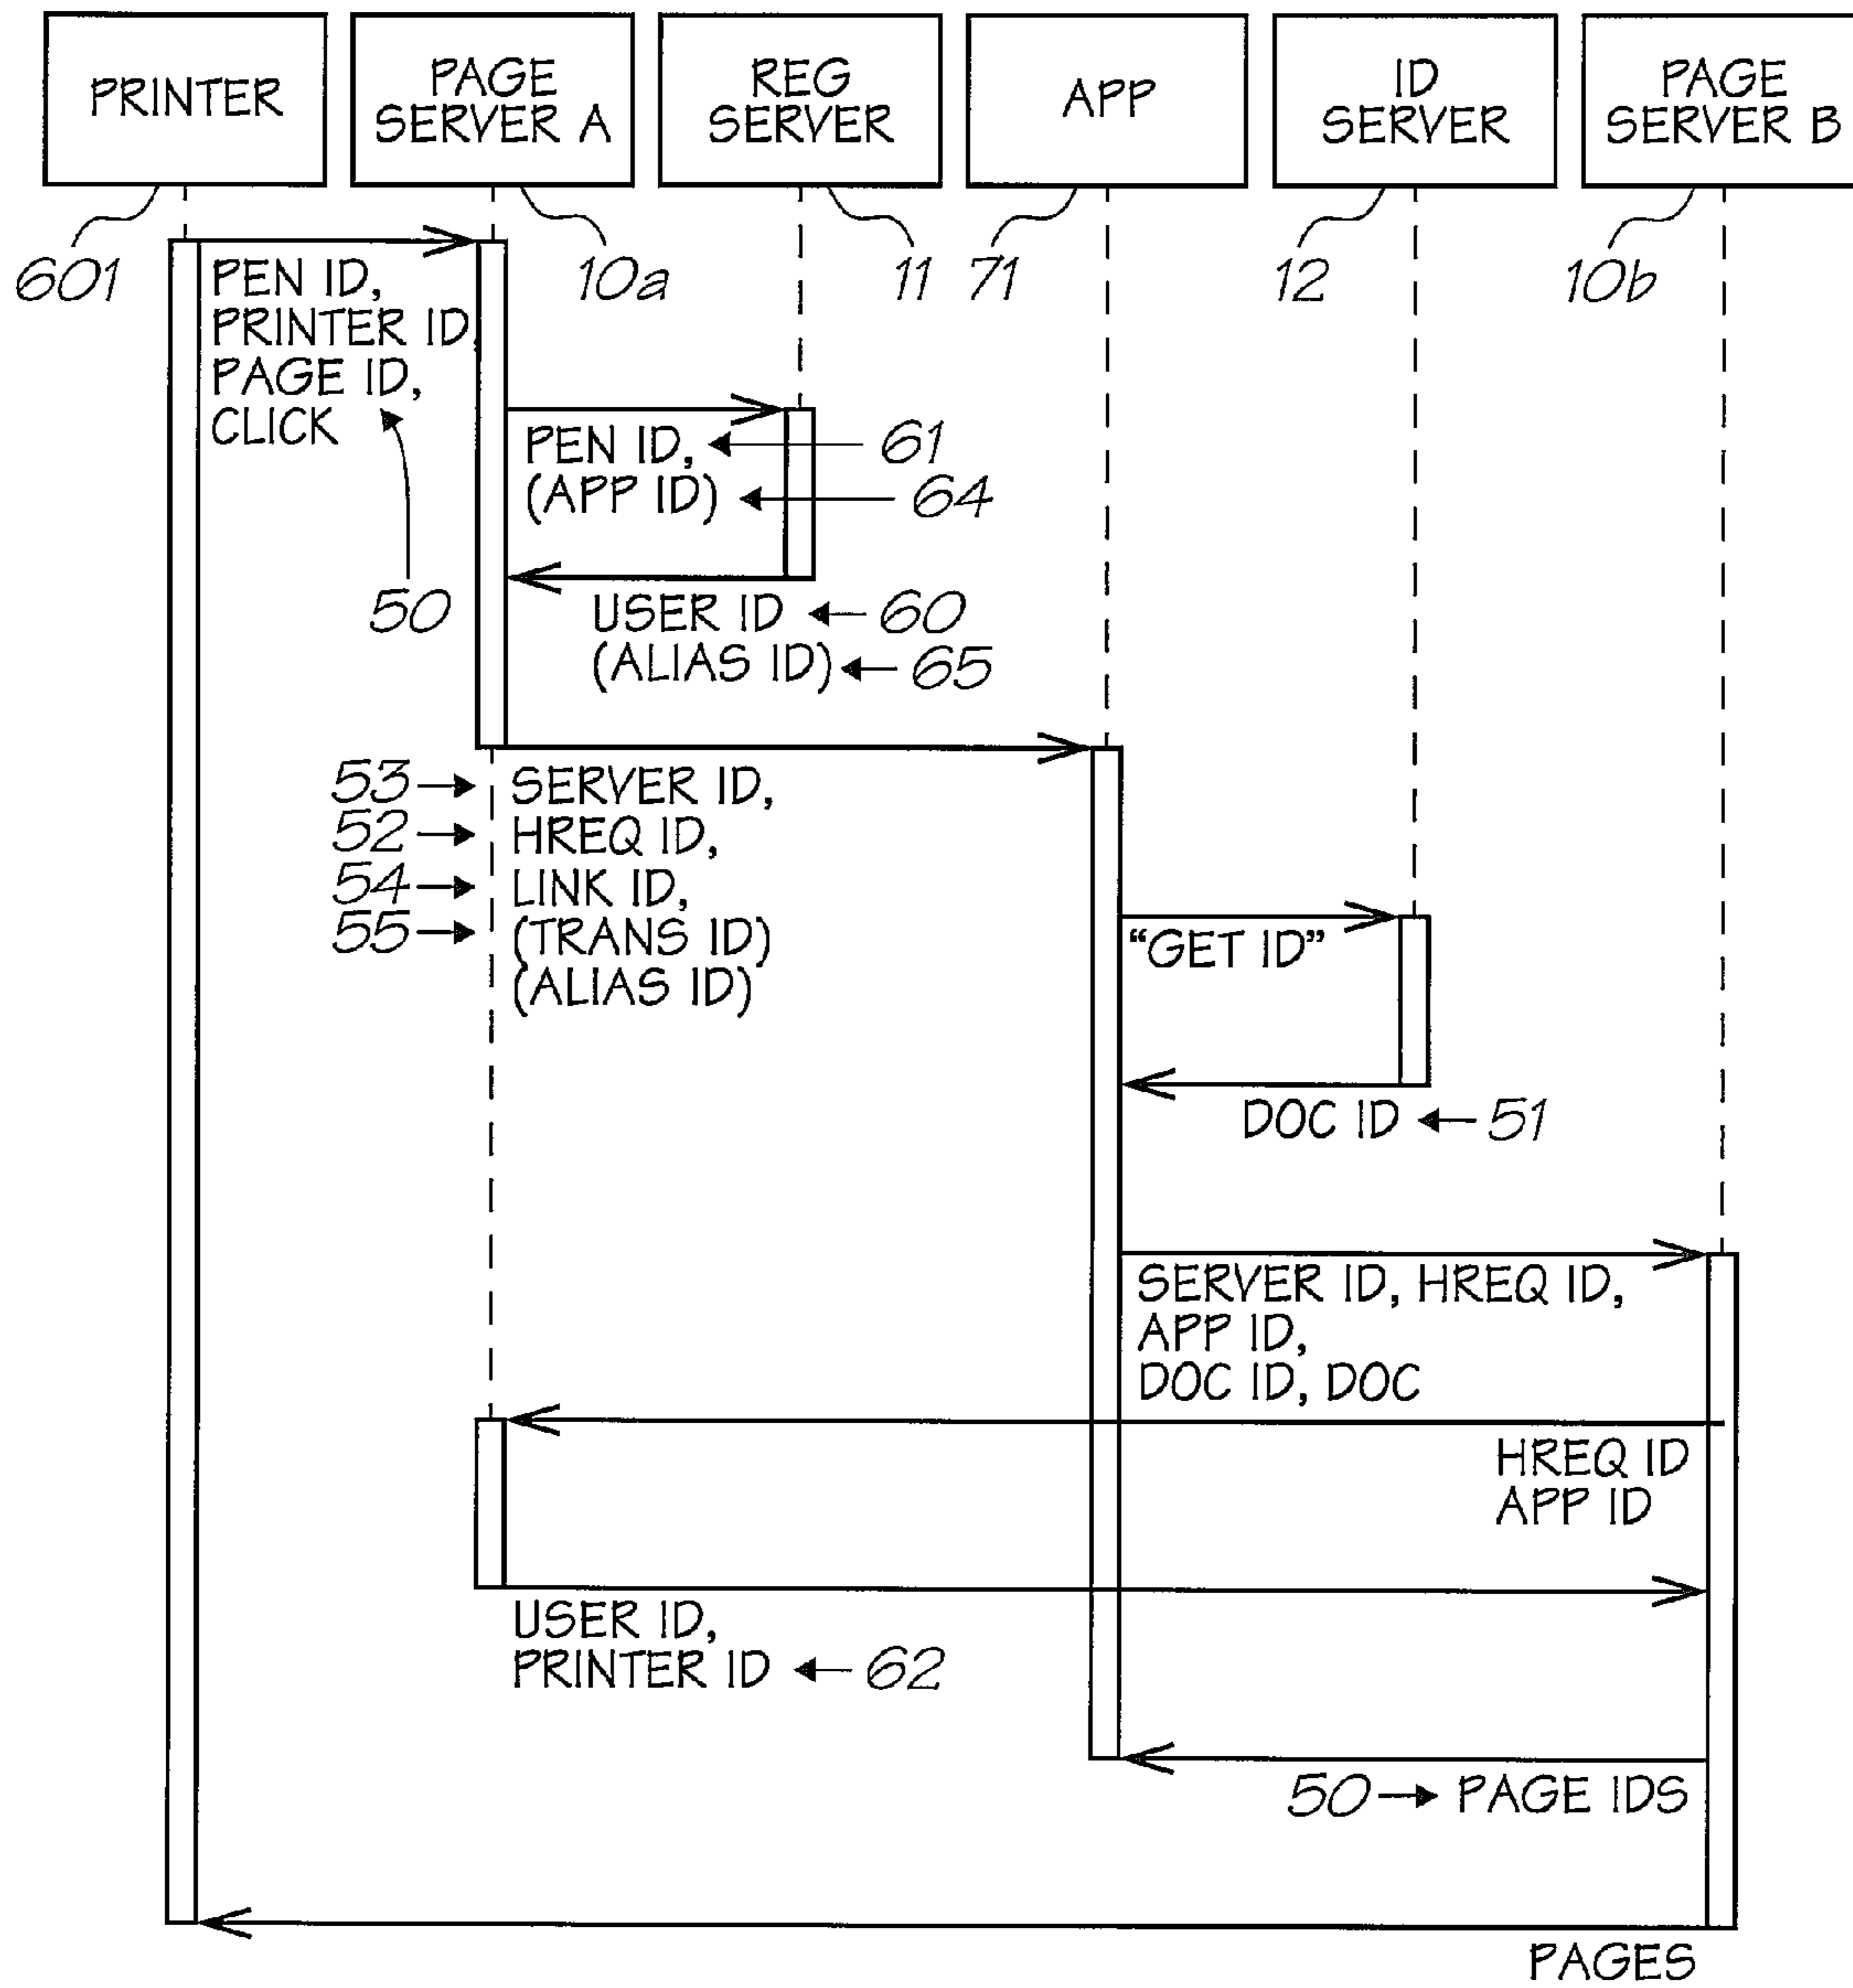 PRINTER
PAGE
SERVER A
REG
SERVER
APP
ID
SERVER
PAGE
SERVER B
601
10a
11
71
12
10b
PEN ID,
PRINTER ID
PAGE ID,
CLICK
50
PEN ID,
(APP ID)
61
64
USER ID
(ALIAS ID)
60
65
53
52
54
55
SERVER ID,
HREQ ID,
LINK ID,
(TRANS ID)
(ALIAS ID)
“GET ID”
DOC ID
51
SERVER ID, HREQ ID,
APP ID,
DOC ID, DOC
HREQ ID
APP ID
USER ID,
PRINTER ID
62
50
PAGE IDS
PAGES